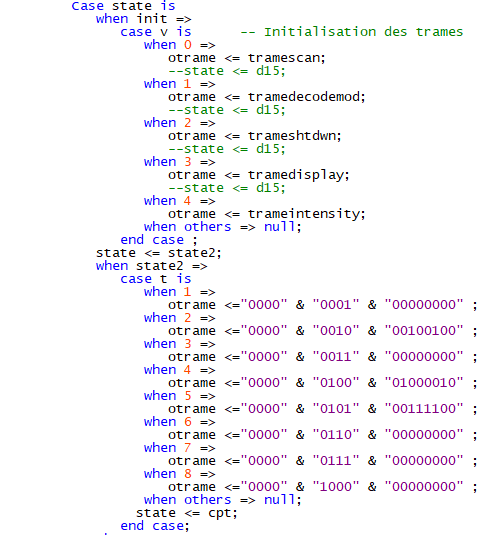 Case state is
when init =>
case v is -- Initialisation des trames
when 0 =>
otrame <= tramescan;
--state <= d15;
when 1 =>
otrame <= tramedecodemod;
--state <= d15;
when 2 =>
otrame <= trameshtdwn;
--state <= d15;
when 3 =>
otrame <= tramedisplay;
--state <= d15;
when 4 =>
otrame <= trameintensity;
when others => null;
end case ;
state <= state2;
when state2 =>
case t is
when 1 =>
otrame <="0000" & "0001" & "00000000" ;
when 2 =>
otrame <="0000" & "0010" & "00100100" ;
when 3 =>
otrame <="0000" & "0011" & "00000000" ;
when 4 =>
otrame <="0000" & "0100" & "01000010" ;
when 5 =>
otrame <="0000" & "0101" & "00111100" ;
when 6 =>
otrame <="0000" & "0110" & "00000000" ;
when 7 =>
otrame <="0000" & "0111" & "00000000" ;
when 8 =>
otrame <="0000" & "1000" & "00000000" ;
when others => null;
state <= cpt;
end case;